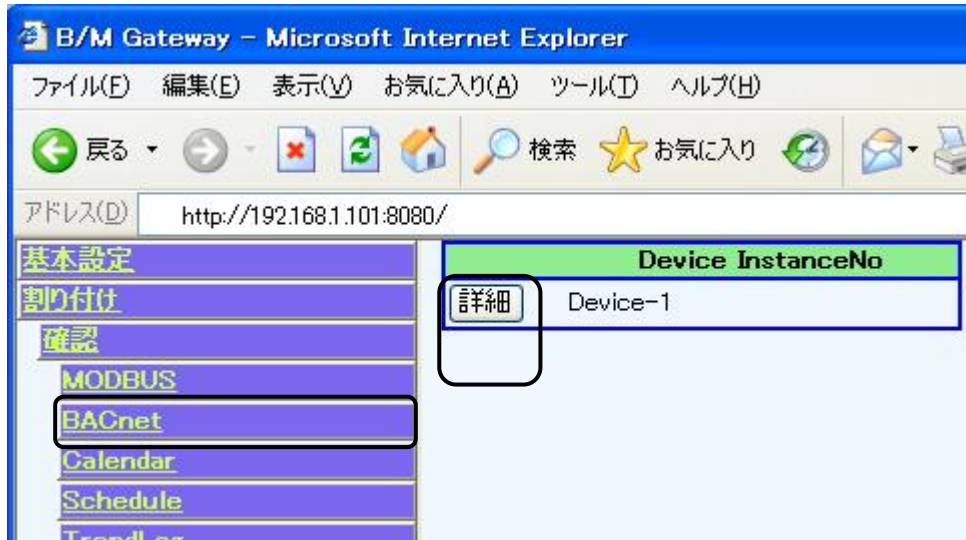 B/M Gateway - Microsoft Internet Explorer
ファイル(F) 編集(E) 表示(V) お気に入り(A) ツール(T) ヘルプ(H)
戻る 検索 お気に入り
アドレス(D) http://192.168.1.101:8080/
基本設定
割り付け
確認
MODBUS
BACnet
Calendar
Schedule
TrendLog
Device InstanceNo
詳細 Device-1